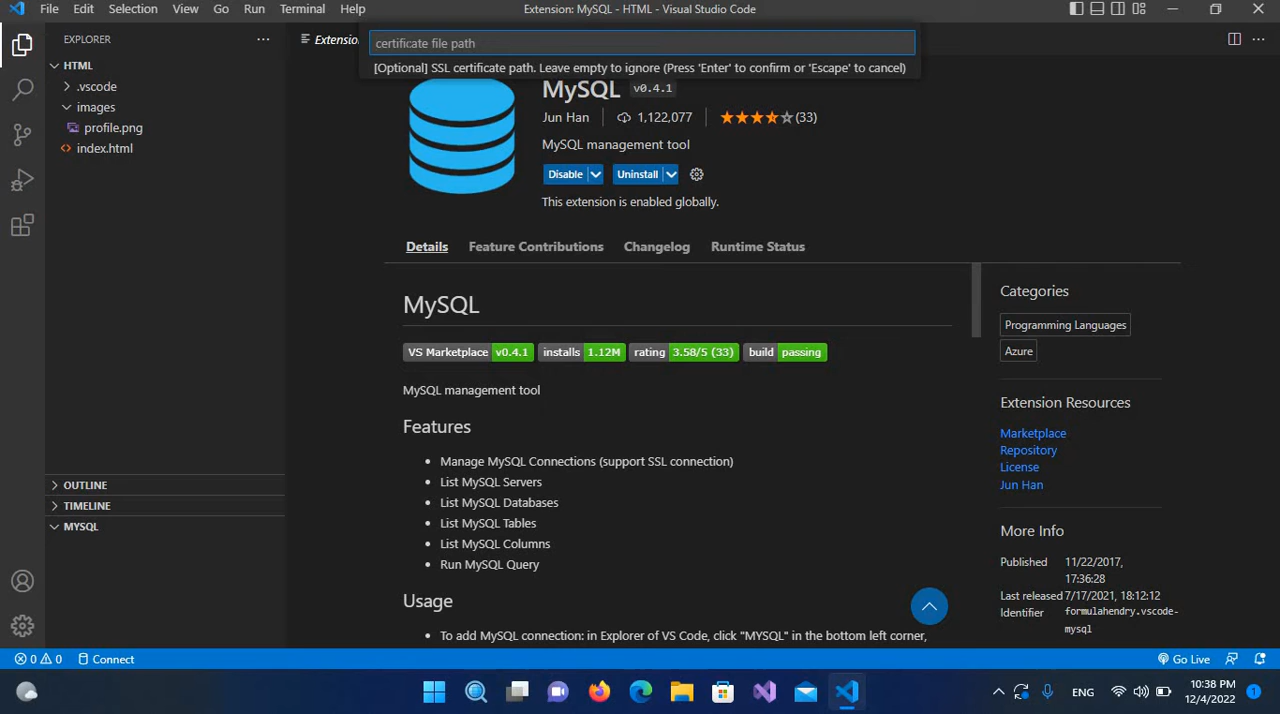 File Edit Selection View Go Run Terminal Help
Extension: MySQL - HTML - Visual Studio Code
EXPLORER
HTML
.vscode
images
profile.png
index.html
OUTLINE
TIMELINE
MYSQL
Extensio
certificate file path
[Optional] SSL certificate path. Leave empty to ignore (Press 'Enter' to confirm or 'Escape' to cancel)
MySQL v0.4.1
Jun Han 1,122,077 (33)
MySQL management tool
Disable Uninstall
This extension is enabled globally.
Details Feature Contributions Changelog Runtime Status
MySQL
VS Marketplace v0.4.1 installs 1.12M rating 3.58/5 (33) build passing
MySQL management tool
Features
• Manage MySQL Connections (support SSL connection)
• List MySQL Servers
• List MySQL Databases
• List MySQL Tables
• List MySQL Columns
• Run MySQL Query
Usage
• To add MySQL connection: in Explorer of VS Code, click "MYSQL" in the bottom left corner,
Categories
Programming Languages
Azure
Extension Resources
Marketplace
Repository
License
Jun Han
More Info
Published 11/22/2017,
17:36:28
Last released 7/17/2021, 18:12:12
Identifier formulahendry.vscode-
mysql
0 0 Connect
Go Live
ENG
10:38 PM
12/4/2022
1